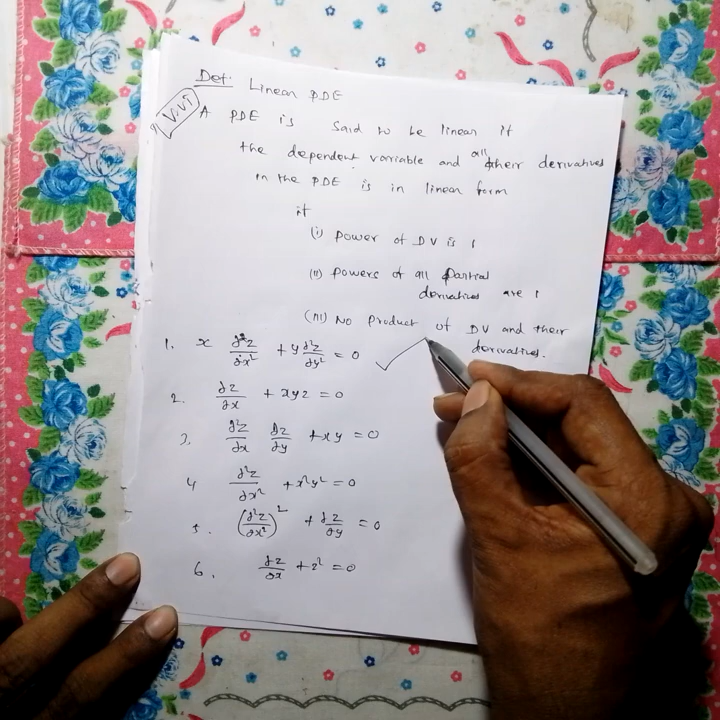 Def: Linear PDE
V.V.I
A PDE is said to be linear if
the dependent variable and all their derivatives
in the PDE is in linear form
if
(i) power of DV is 1
(ii) powers of all Partial
derivatives are 1
(iii) No Product of DV and their
derivatives.
1. x ∂²z/∂x² + y ∂²z/∂y² = 0 ✓
2. ∂z/∂x + xyz = 0
3. ∂²z/∂x ∂z/∂y + xy = 0
4 ∂²z/∂x² + x²y² = 0
5. (∂²z/∂x²)² + ∂z/∂y = 0
6. ∂z/∂x + z² = 0